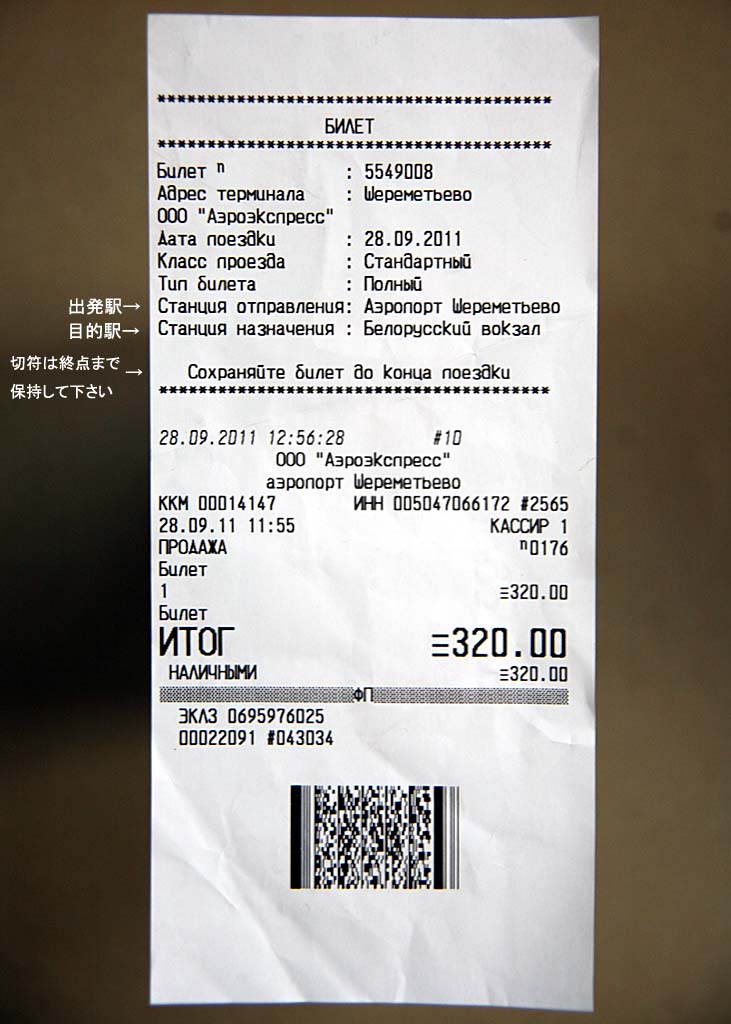 ************************************************
БИЛЕТ
************************************************
Билет n : 5549008
Адрес терминала : Шереметьево
ООО "Аэроэкспресс"
Дата поездки : 28.09.2011
Класс проезда : Стандартный
Тип билета : Полный
出発駅→ Станция отправления: Аэропорт Шереметьево
目的駅→ Станция назначения : Белорусский вокзал
切符は終点まで
保持して下さい → Сохраняйте билет до конца поездки
************************************************
28.09.2011 12:56:28 #10
ООО "Аэроэкспресс"
аэропорт Шереметьево
ККМ 00014147 ИНН 005047066172 #2565
28.09.11 11:55 КАССИР 1
ПРОДАЖА n0176
Билет
1 ≡320.00
Билет
ИТОГ ≡320.00
НАЛИЧНЫМИ ≡320.00
ФП
ЭКЛЗ 0695976025
00022091 #043034